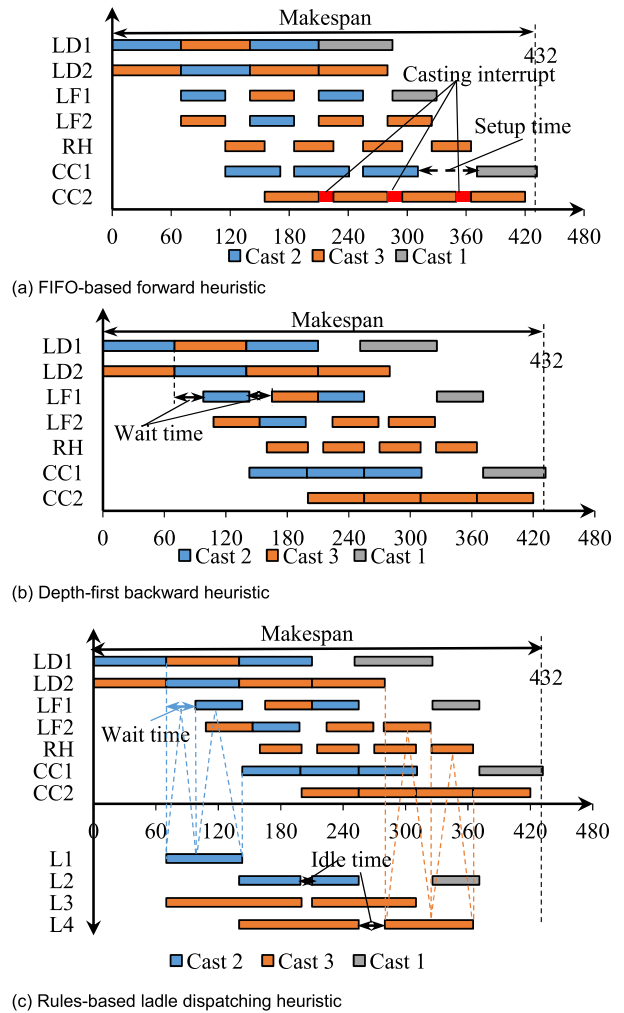 Makespan
LD1
432
LD2
Casting interrupt
LF1
LF2
Setup time
RH
CC1
CC2
0 60 120 180 240 300 360 420 480
Cast 2 Cast 3 Cast 1
(a) FIFO-based forward heuristic
Makespan
LD1
432
LD2
LF1
Wait time
LF2
RH
CC1
CC2
0 60 120 180 240 300 360 420 480
Cast 2 Cast 3 Cast 1
(b) Depth-first backward heuristic
Makespan
LD1
432
LD2
LF1
Wait time
LF2
RH
CC1
CC2
0 60 120 180 240 300 360 420 480
L1
Idle time
L2
L3
L4
Cast 2 Cast 3 Cast 1
(c) Rules-based ladle dispatching heuristic